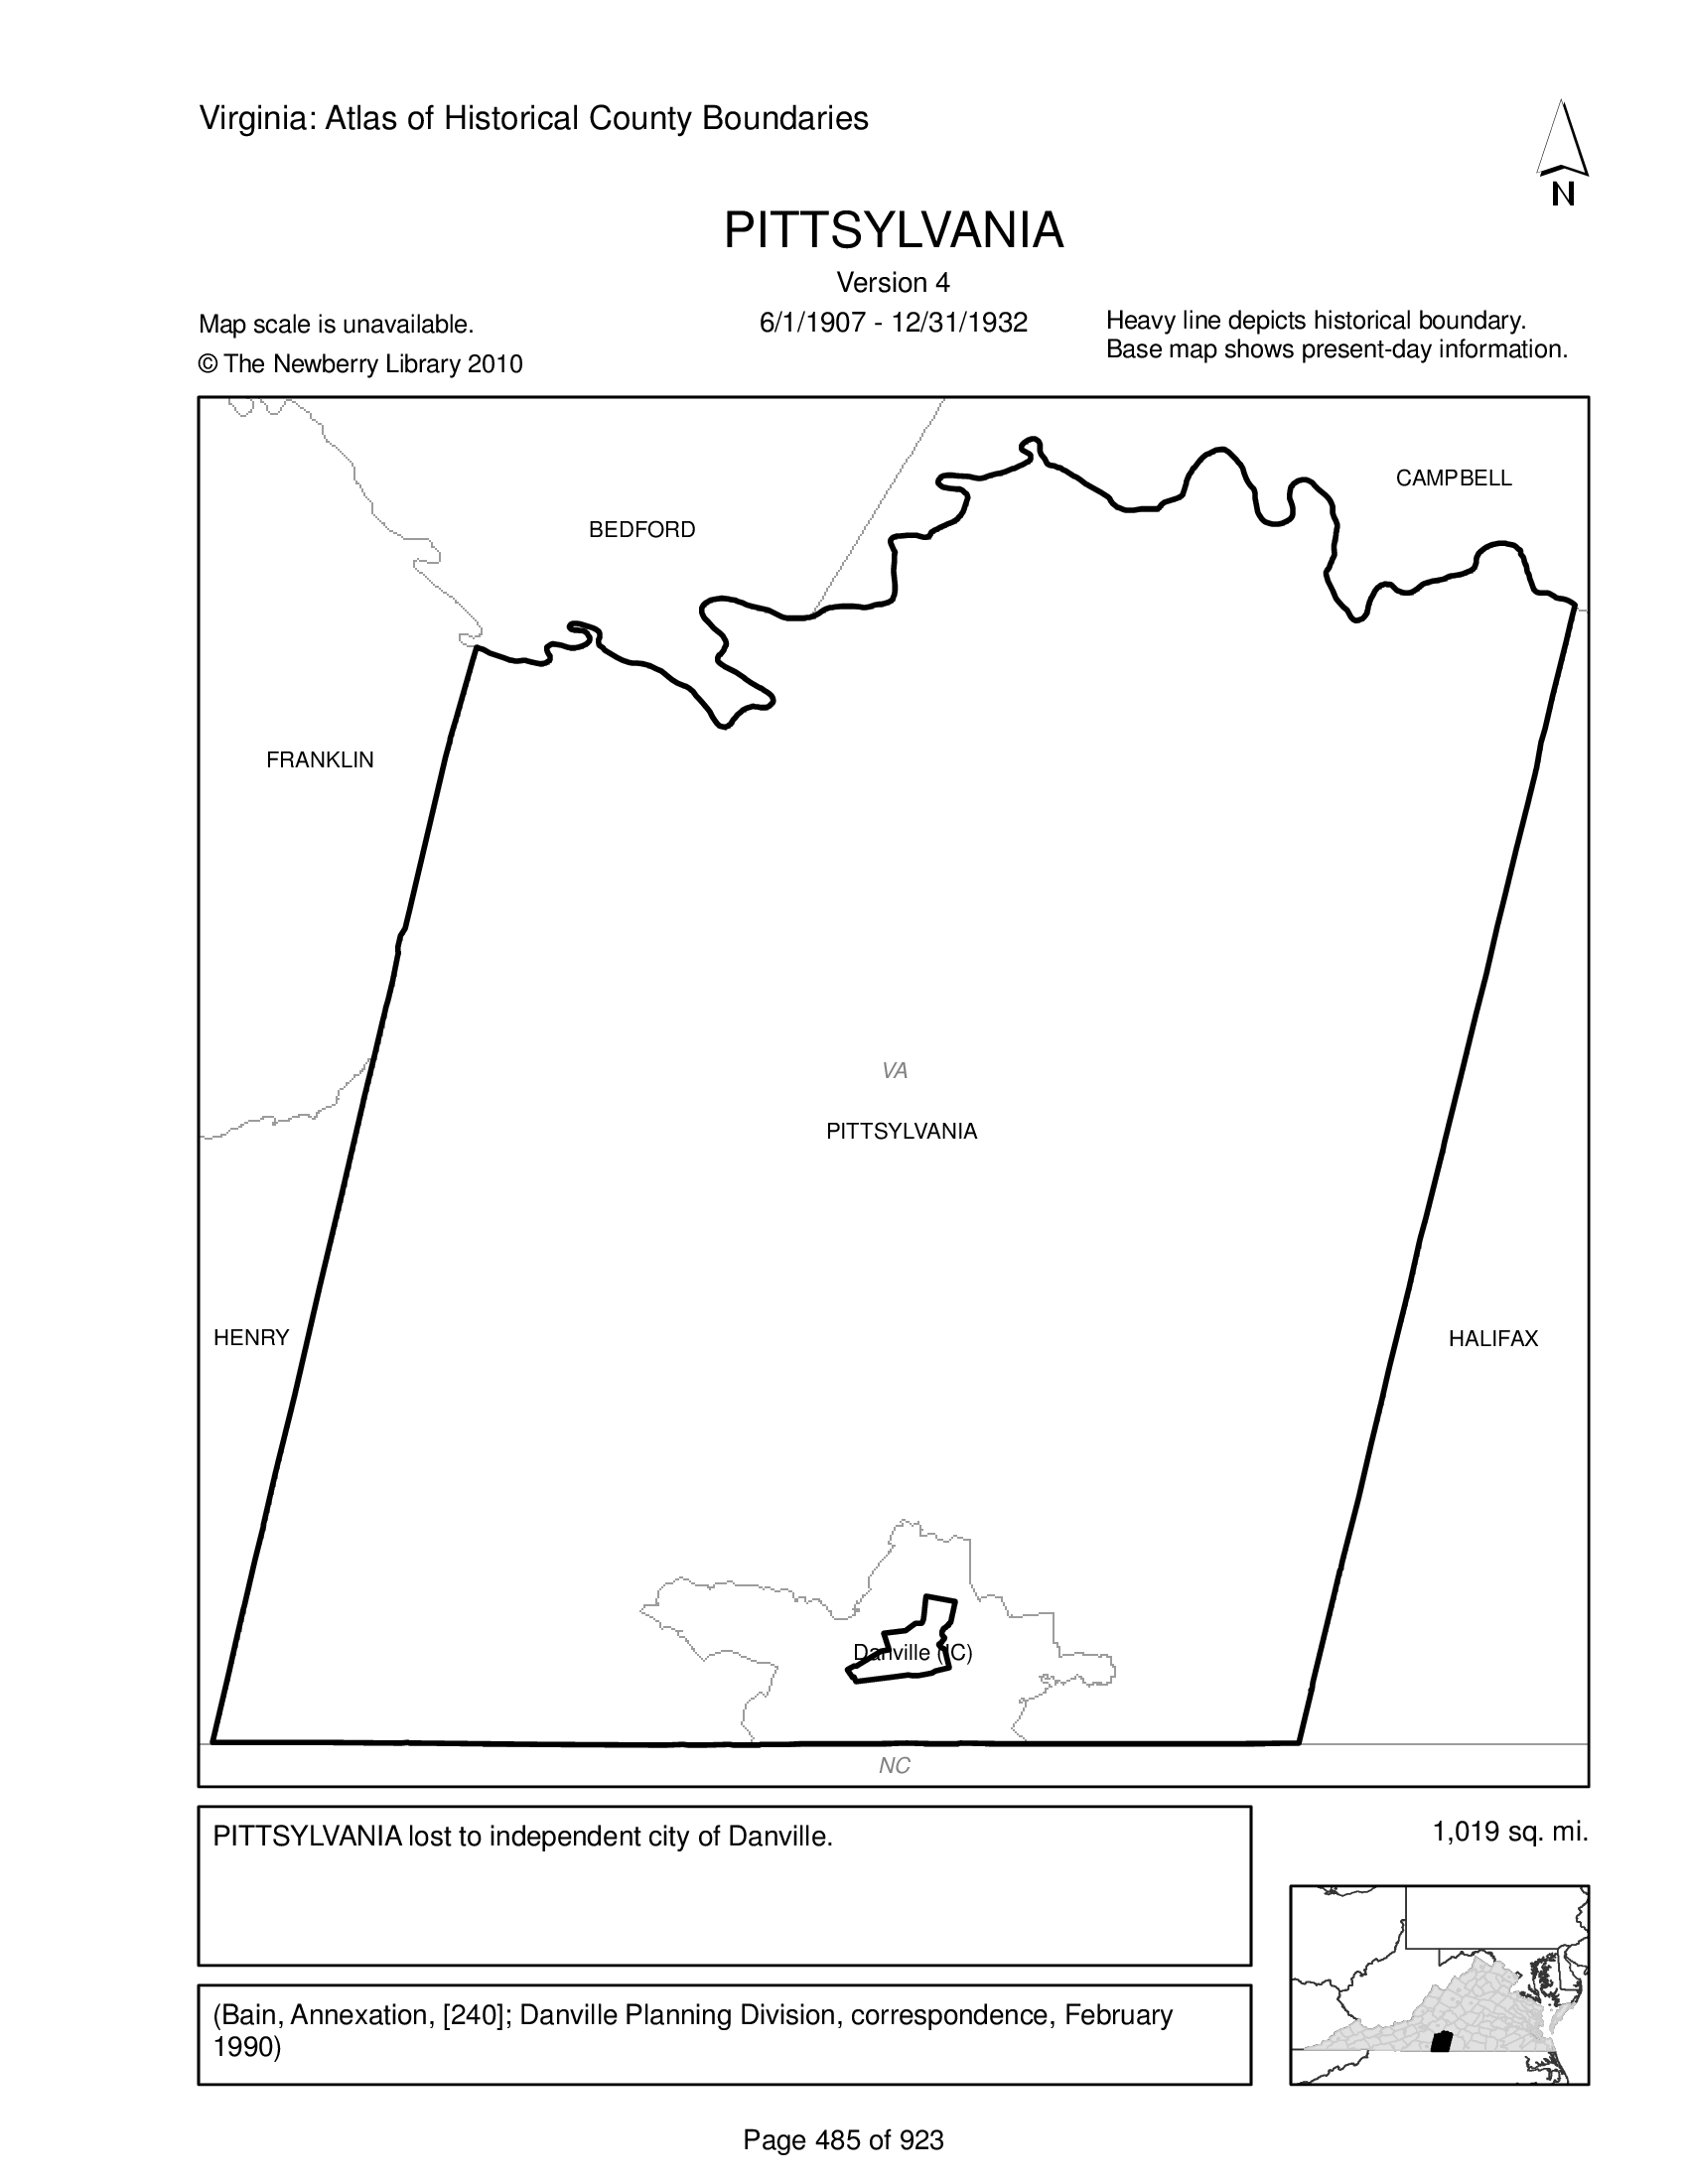 Virginia: Atlas of Historical County Boundaries
N
PITTSYLVANIA
Version 4
6/1/1907 - 12/31/1932
Map scale is unavailable.
© The Newberry Library 2010
Heavy line depicts historical boundary.
Base map shows present-day information.
CAMPBELL
BEDFORD
FRANKLIN
VA
PITTSYLVANIA
HENRY
HALIFAX
Danville (IC)
NC
PITTSYLVANIA lost to independent city of Danville.
1,019 sq. mi.
(Bain, Annexation, [240]; Danville Planning Division, correspondence, February
1990)
Page 485 of 923